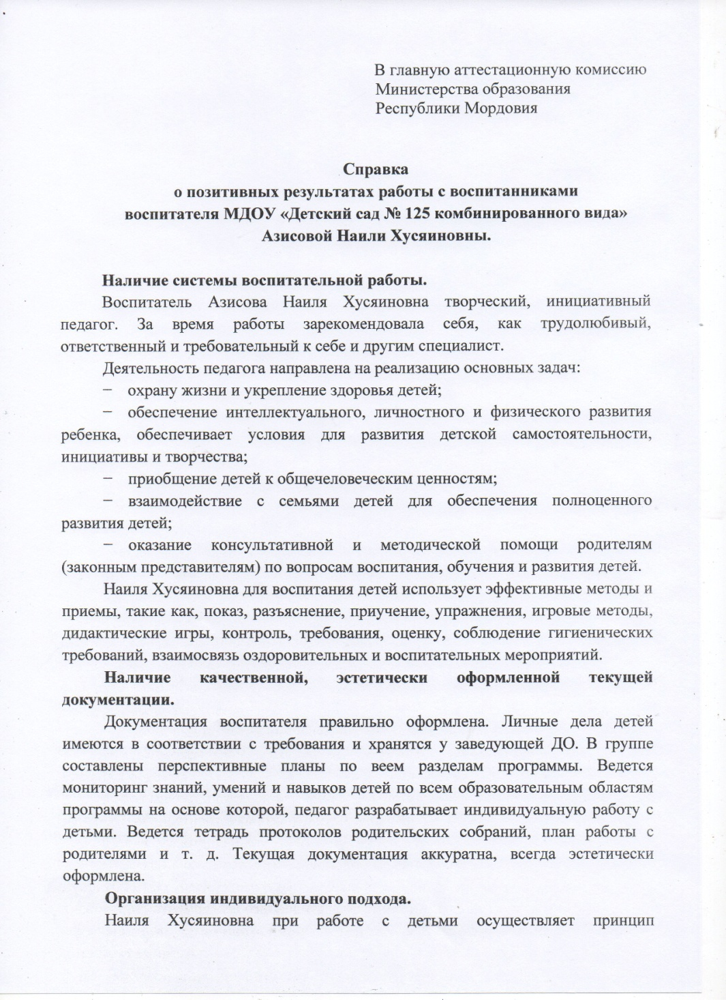 В главную аттестационную комиссию
Министерства образования
Республики Мордовия
Справка
о позитивных результатах работы с воспитанниками
воспитателя МДОУ «Детский сад № 125 комбинированного вида»
Азисовой Наили Хусяиновны.
Наличие системы воспитательной работы.
Воспитатель Азисова Наиля Хусяиновна творческий, инициативный
педагог. За время работы зарекомендовала себя, как трудолюбивый,
ответственный и требовательный к себе и другим специалист.
Деятельность педагога направлена на реализацию основных задач:
− охрану жизни и укрепление здоровья детей;
− обеспечение интеллектуального, личностного и физического развития
ребенка, обеспечивает условия для развития детской самостоятельности,
инициативы и творчества;
− приобщение детей к общечеловеческим ценностям;
− взаимодействие с семьями детей для обеспечения полноценного
развития детей;
− оказание консультативной и методической помощи родителям
(законным представителям) по вопросам воспитания, обучения и развития детей.
Наиля Хусяиновна для воспитания детей использует эффективные методы и
приемы, такие как, показ, разъяснение, приучение, упражнения, игровые методы,
дидактические игры, контроль, требования, оценку, соблюдение гигиенических
требований, взаимосвязь оздоровительных и воспитательных мероприятий.
Наличие качественной, эстетически оформленной текущей
документации.
Документация воспитателя правильно оформлена. Личные дела детей
имеются в соответствии с требования и хранятся у заведующей ДО. В группе
составлены перспективные планы по веем разделам программы. Ведется
мониторинг знаний, умений и навыков детей по всем образовательным областям
программы на основе которой, педагог разрабатывает индивидуальную работу с
детьми. Ведется тетрадь протоколов родительских собраний, план работы с
родителями и т. д. Текущая документация аккуратна, всегда эстетически
оформлена.
Организация индивидуального подхода.
Наиля Хусяиновна при работе с детьми осуществляет принцип